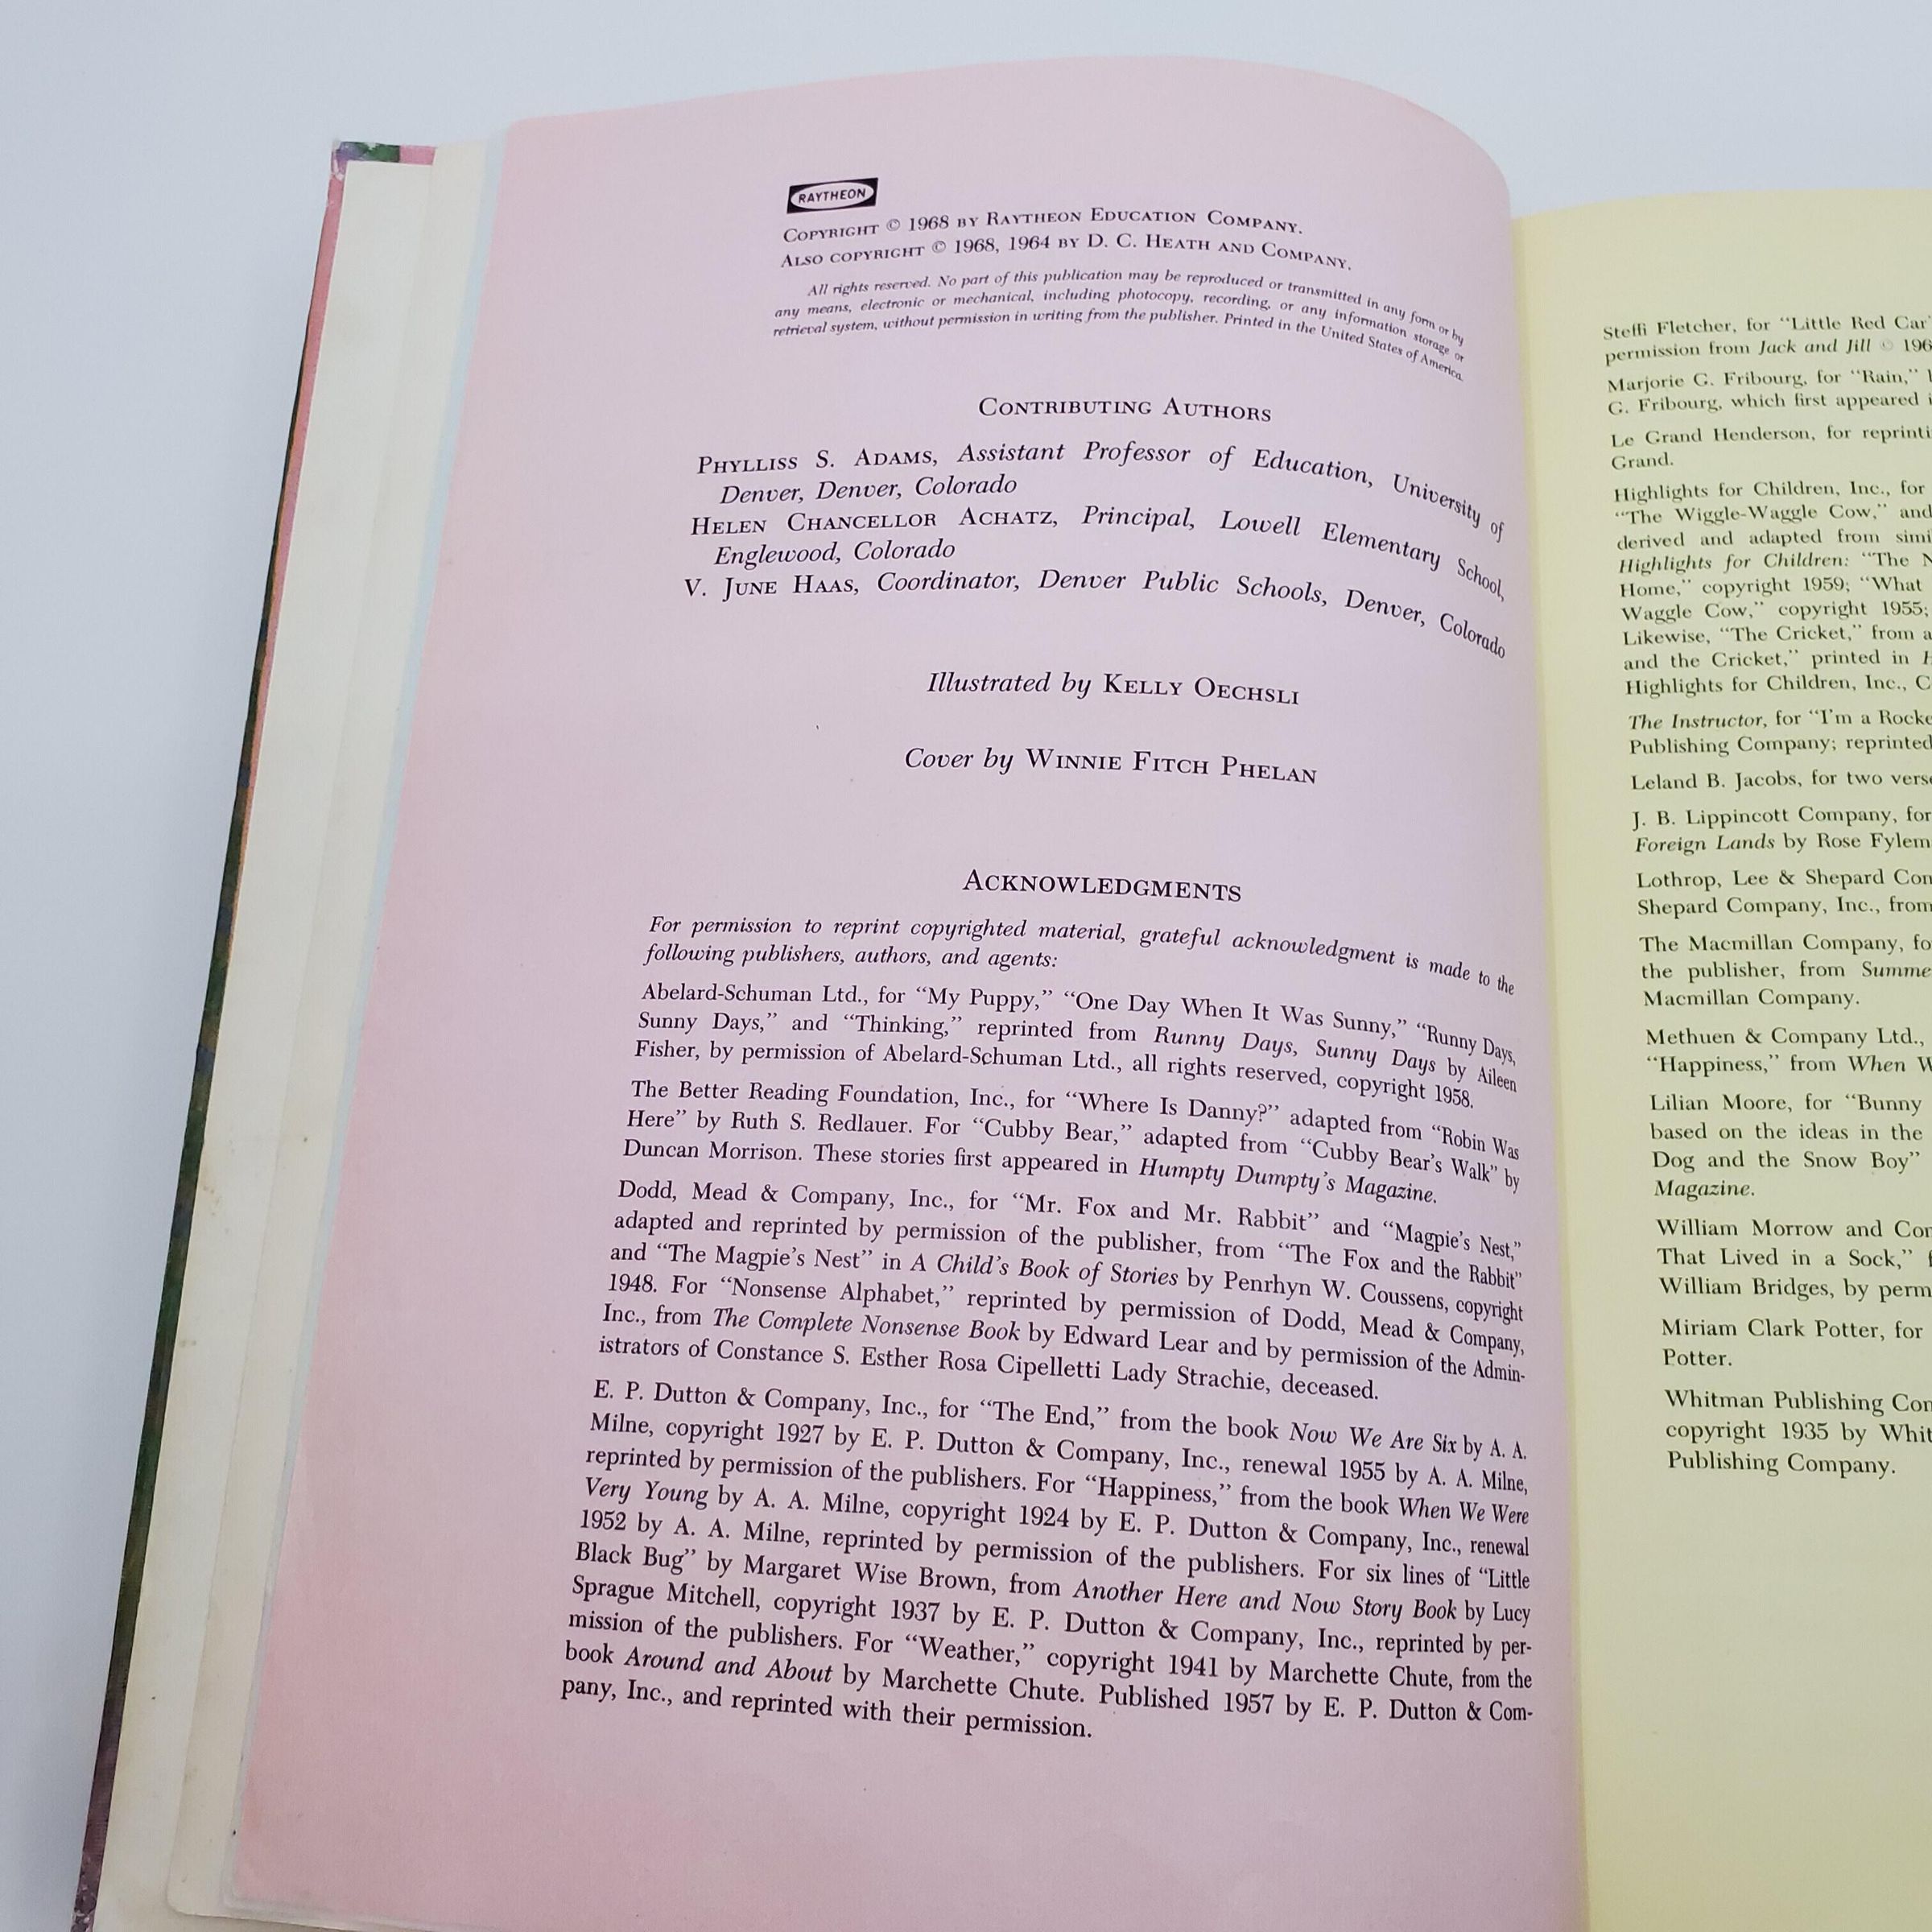 RAYTHEON
Copyright © 1968 by Raytheon Education Company.
Also copyright © 1968, 1964 by D. C. Heath and Company.
All rights reserved. No part of this publication may be reproduced or transmitted in any form or by
any means, electronic or mechanical, including photocopy, recording, or any information storage or
retrieval system, without permission in writing from the publisher. Printed in the United States of America.
Contributing Authors
Phylliss S. Adams, Assistant Professor of Education, University of
Denver, Denver, Colorado
Helen Chancellor Achatz, Principal, Lowell Elementary School,
Englewood, Colorado
V. June Haas, Coordinator, Denver Public Schools, Denver, Colorado
Illustrated by Kelly Oechsli
Cover by Winnie Fitch Phelan
Acknowledgments
For permission to reprint copyrighted material, grateful acknowledgment is made to the
following publishers, authors, and agents:
Abelard-Schuman Ltd., for “My Puppy,” “One Day When It Was Sunny,” “Runny Days,
Sunny Days,” and “Thinking,” reprinted from Runny Days, Sunny Days by Aileen
Fisher, by permission of Abelard-Schuman Ltd., all rights reserved, copyright 1958.
The Better Reading Foundation, Inc., for “Where Is Danny?” adapted from “Robin Was
Here” by Ruth S. Redlauer. For “Cubby Bear,” adapted from “Cubby Bear’s Walk” by
Duncan Morrison. These stories first appeared in Humpty Dumpty’s Magazine.
Dodd, Mead & Company, Inc., for “Mr. Fox and Mr. Rabbit” and “Magpie’s Nest,”
adapted and reprinted by permission of the publisher, from “The Fox and the Rabbit”
and “The Magpie’s Nest” in A Child’s Book of Stories by Penrhyn W. Coussens, copyright
1948. For “Nonsense Alphabet,” reprinted by permission of Dodd, Mead & Company,
Inc., from The Complete Nonsense Book by Edward Lear and by permission of the Admin-
istrators of Constance S. Esther Rosa Cipelletti Lady Strachie, deceased.
E. P. Dutton & Company, Inc., for “The End,” from the book Now We Are Six by A. A.
Milne, copyright 1927 by E. P. Dutton & Company, Inc., renewal 1955 by A. A. Milne,
reprinted by permission of the publishers. For “Happiness,” from the book When We Were
Very Young by A. A. Milne, copyright 1924 by E. P. Dutton & Company, Inc., renewal
1952 by A. A. Milne, reprinted by permission of the publishers. For six lines of “Little
Black Bug” by Margaret Wise Brown, from Another Here and Now Story Book by Lucy
Sprague Mitchell, copyright 1937 by E. P. Dutton & Company, Inc., reprinted by per-
mission of the publishers. For “Weather,” copyright 1941 by Marchette Chute, from the
book Around and About by Marchette Chute. Published 1957 by E. P. Dutton & Com-
pany, Inc., and reprinted with their permission.
Steffi Fletcher, for “Little Red Car
permission from Jack and Jill © 196
Marjorie G. Fribourg, for “Rain,”
G. Fribourg, which first appeared
Le Grand Henderson, for reprinti
Grand.
Highlights for Children, Inc., for
“The Wiggle-Waggle Cow,” and
derived and adapted from simi
Highlights for Children: “The
Home,” copyright 1959; “What
Waggle Cow,” copyright 1955;
Likewise, “The Cricket,” from a
and the Cricket,” printed in
Highlights for Children, Inc., C
The Instructor, for “I’m a Rocke
Publishing Company; reprinted
Leland B. Jacobs, for two verse
J. B. Lippincott Company, for
Foreign Lands by Rose Fylem
Lothrop, Lee & Shepard Com
Shepard Company, Inc., from
The Macmillan Company, fo
the publisher, from Summe
Macmillan Company.
Methuen & Company Ltd.,
“Happiness,” from When W
Lilian Moore, for “Bunny
based on the ideas in the
Dog and the Snow Boy”
Magazine.
William Morrow and Com
That Lived in a Sock,”
William Bridges, by perm
Miriam Clark Potter, for
Potter.
Whitman Publishing Com
copyright 1935 by Whit
Publishing Company.